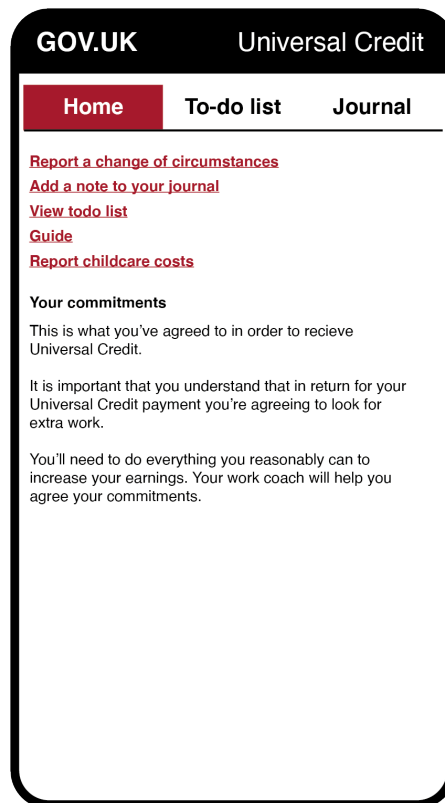 GOV.UK Universal Credit
Home To-do list Journal
Report a change of circumstances
Add a note to your journal
View todo list
Guide
Report childcare costs
Your commitments
This is what you've agreed to in order to recieve
Universal Credit.
It is important that you understand that in return for your
Universal Credit payment you're agreeing to look for
extra work.
You'll need to do everything you reasonably can to
increase your earnings. Your work coach will help you
agree your commitments.